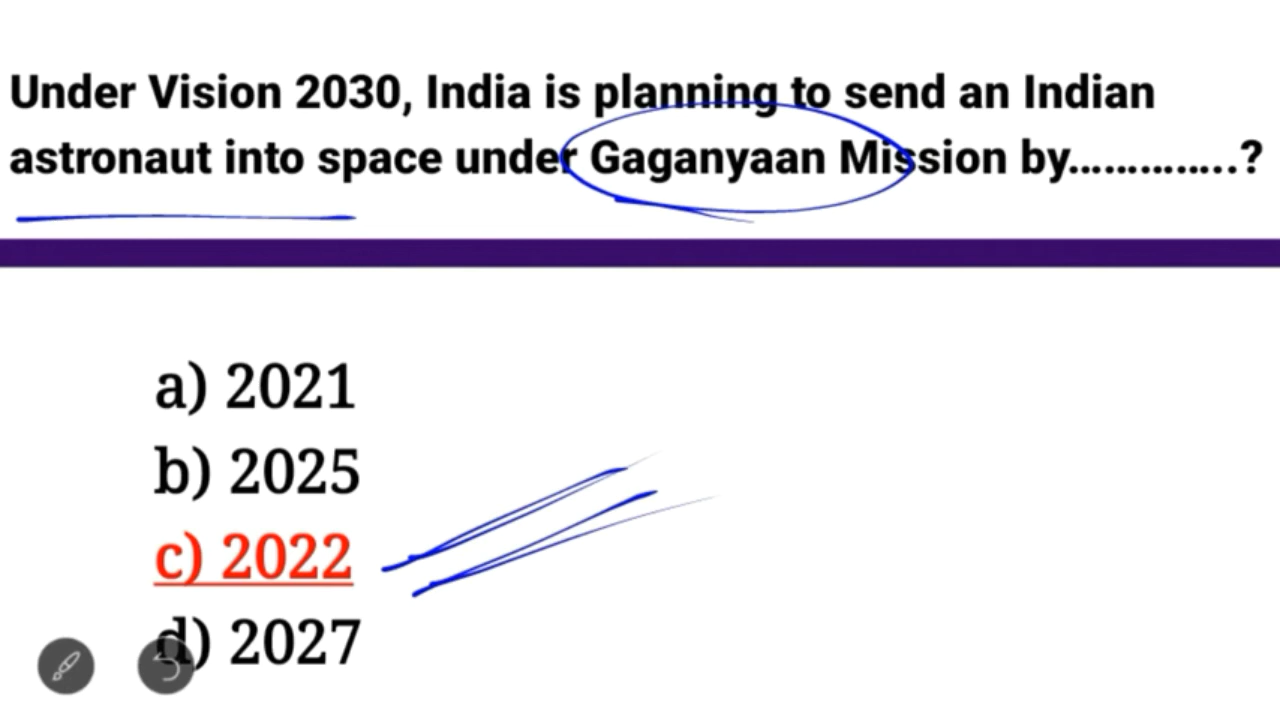 Under Vision 2030, India is planning to send an Indian
astronaut into space under Gaganyaan Mission by..............?
a) 2021
b) 2025
c) 2022
d) 2027